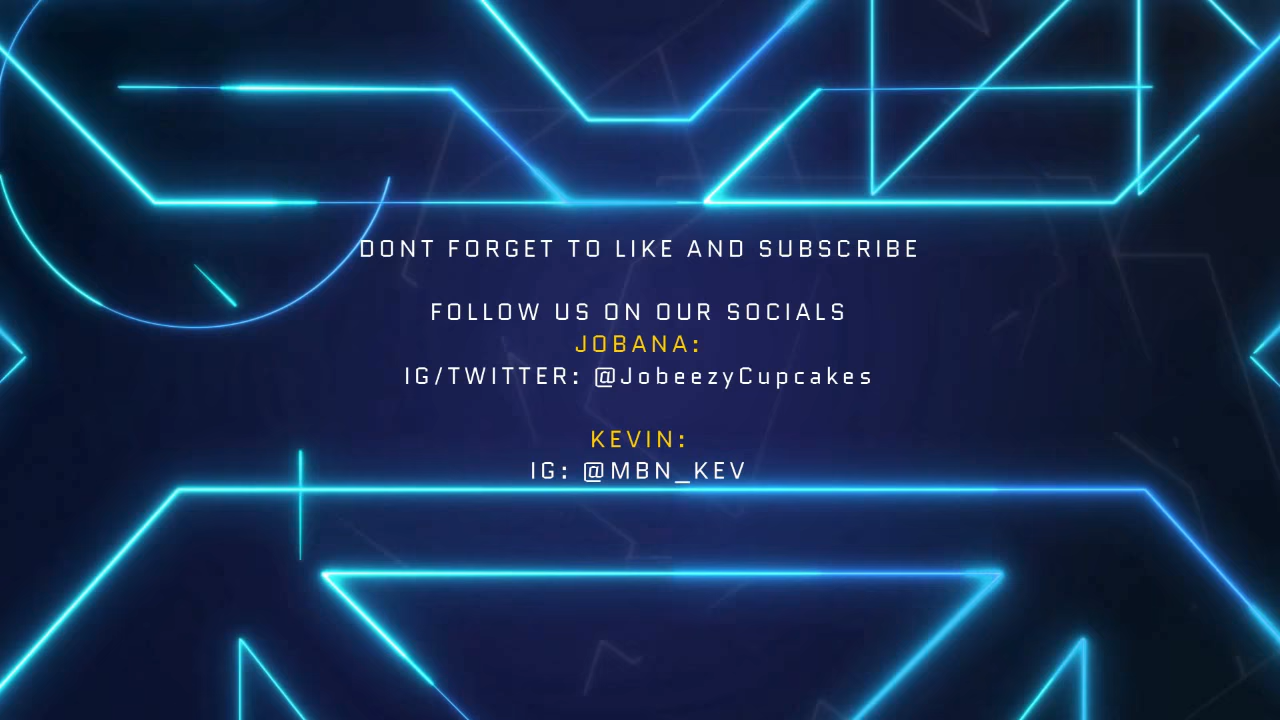 DONT FORGET TO LIKE AND SUBSCRIBE
FOLLOW US ON OUR SOCIALS
JOBANA:
IG/TWITTER: @JobeezyCupcakes
KEVIN:
IG: @MBN_KEV